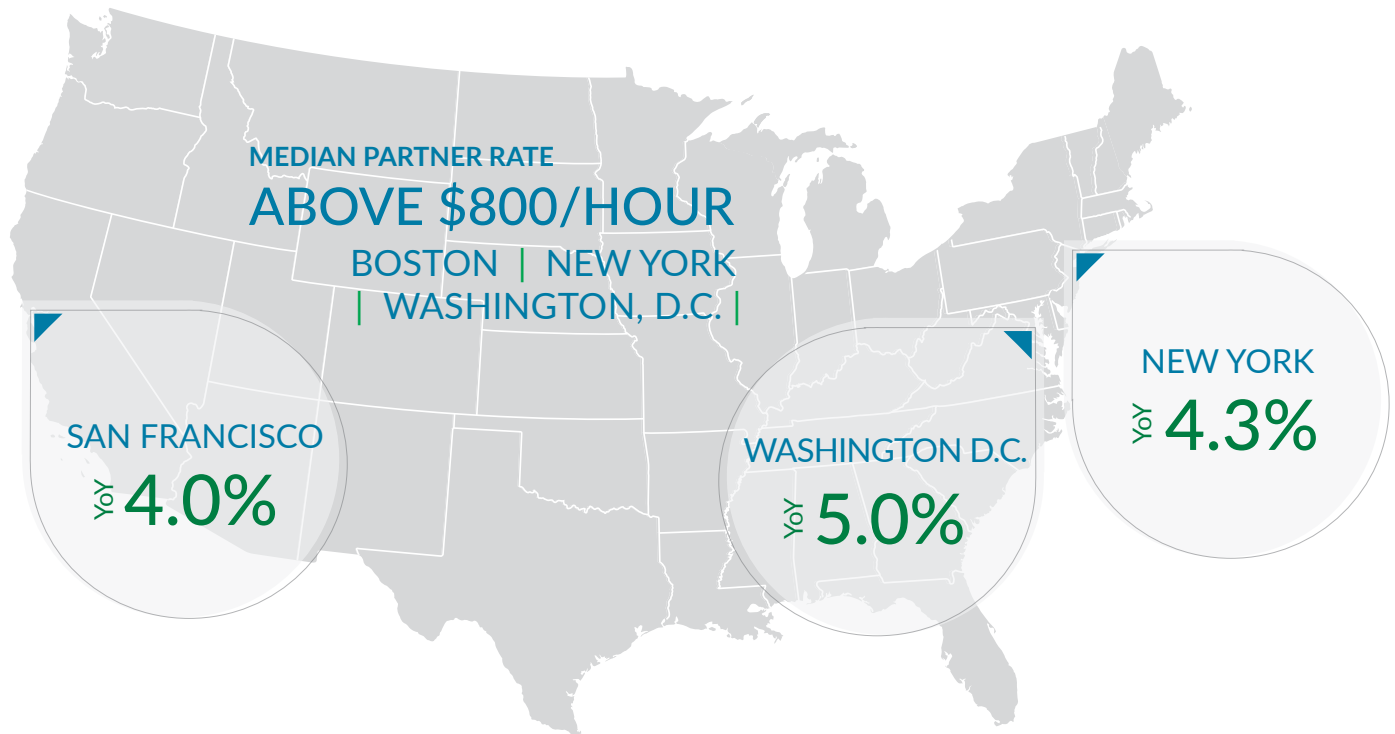 MEDIAN PARTNER RATE
ABOVE $800/HOUR
BOSTON | NEW YORK
| WASHINGTON, D.C. |
SAN FRANCISCO
YoY 4.0%
WASHINGTON D.C.
YoY 5.0%
NEW YORK
YoY 4.3%